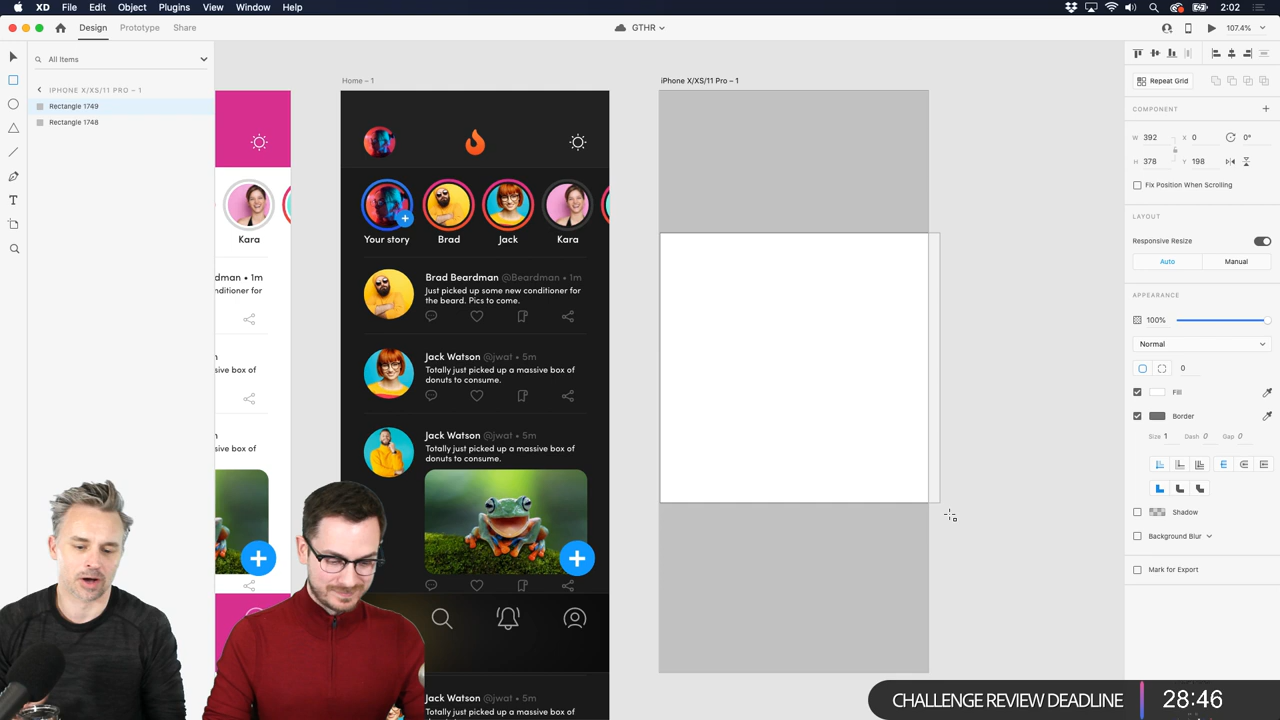 XD File Edit Object Plugins View Window Help
2:02
Design Prototype Share
GTHR
107.4%
All Items
IPHONE X/XS/11 PRO – 1
Rectangle 1749
Rectangle 1748
Kara
dman • 1m
nditioner for
ve box of
ve box of
Home – 1
Your story Brad Jack Kara
Brad Beardman @Beardman • 1m
Just picked up some new conditioner for
the beard. Pics to come.
Jack Watson @jwat • 5m
Totally just picked up a massive box of
donuts to consume.
Jack Watson @jwat • 5m
Totally just picked up a massive box of
donuts to consume.
Jack Watson @jwat • 5m
Totally just picked up a massive box of
iPhone X/XS/11 Pro – 1
Repeat Grid
COMPONENT
W 392 X 0 0°
H 378 Y 198
Fix Position When Scrolling
LAYOUT
Responsive Resize
Auto Manual
APPEARANCE
100%
Normal
0
Fill
Border
Size 1 Dash 0 Gap 0
Shadow
Background Blur
Mark for Export
CHALLENGE REVIEW DEADLINE 28:46